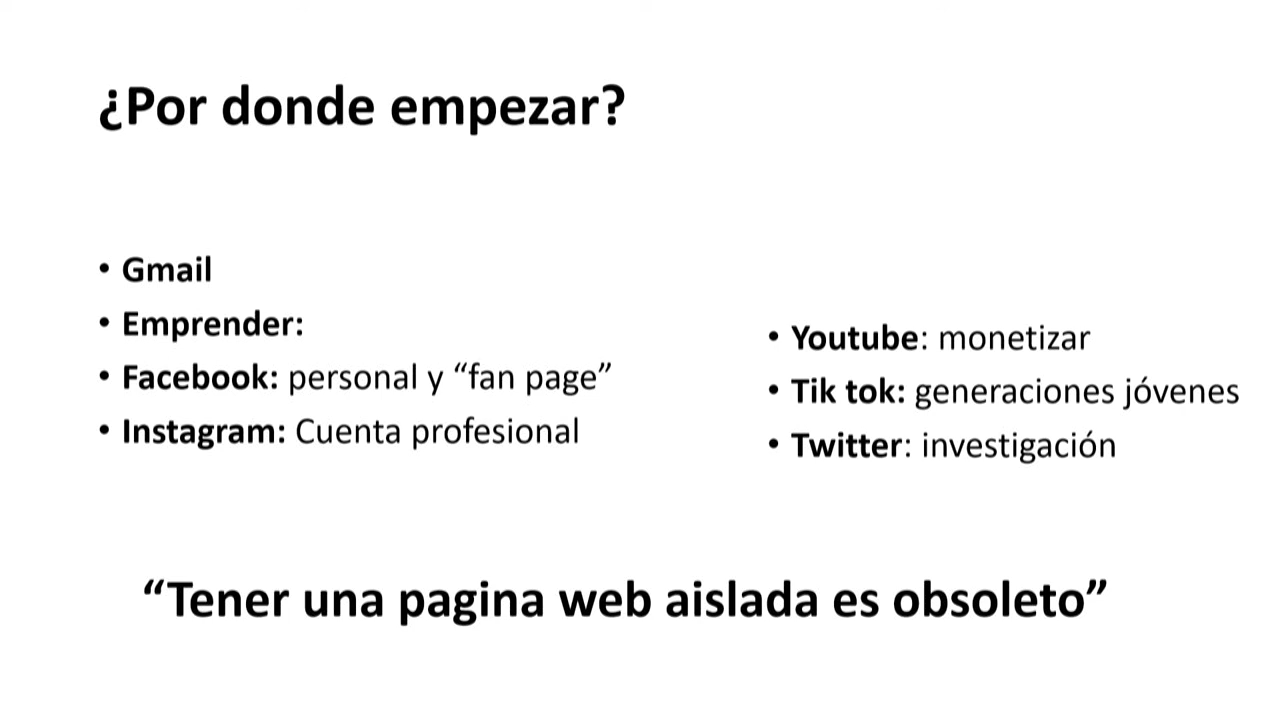 ¿Por donde empezar?
• Gmail
• Emprender:
• Facebook: personal y “fan page”
• Instagram: Cuenta profesional
• Youtube: monetizar
• Tik tok: generaciones jóvenes
• Twitter: investigación
“Tener una pagina web aislada es obsoleto”